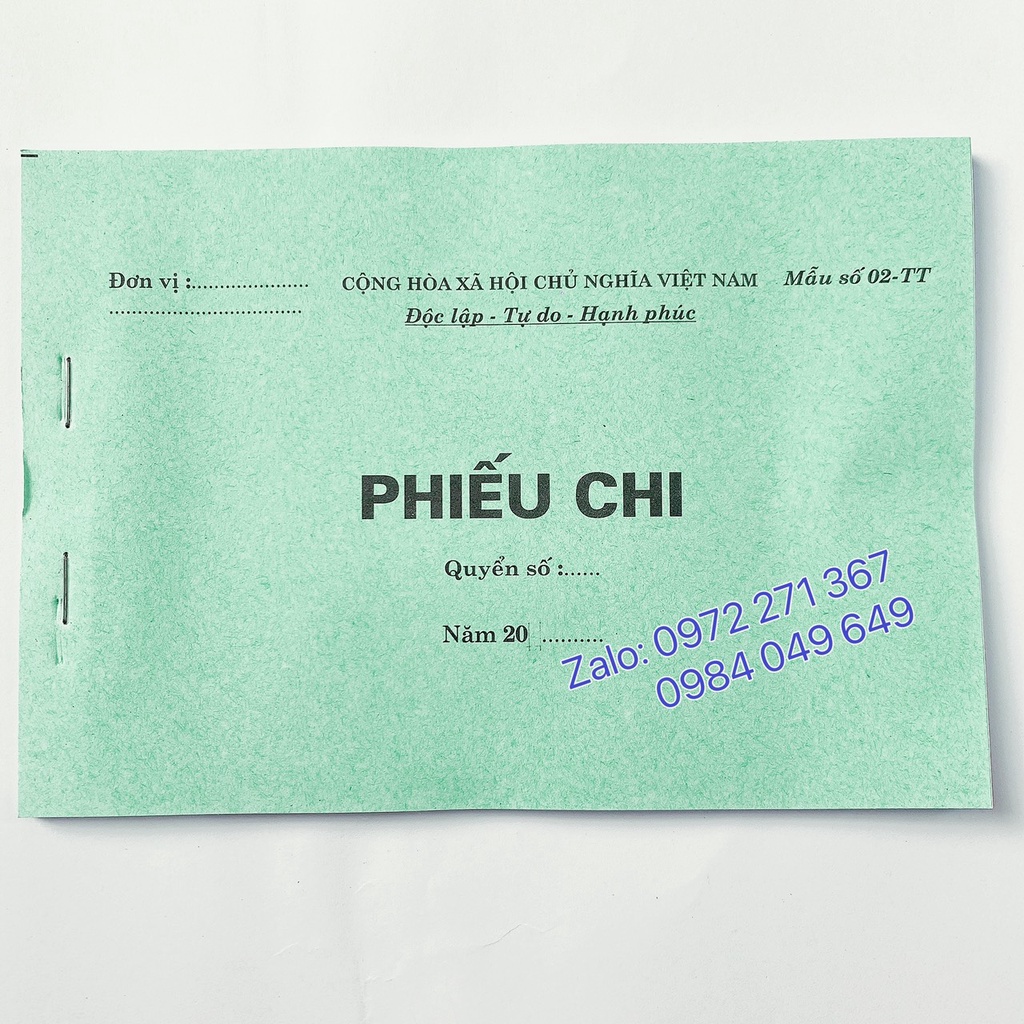 Đơn vị :.................... CỘNG HÒA XÃ HỘI CHỦ NGHĨA VIỆT NAM Mẫu số 02-TT
.................................. Độc lập - Tự do - Hạnh phúc
PHIẾU CHI
Quyển số :......
Năm 20 ..........
Zalo: 0972 271 367
0984 049 649